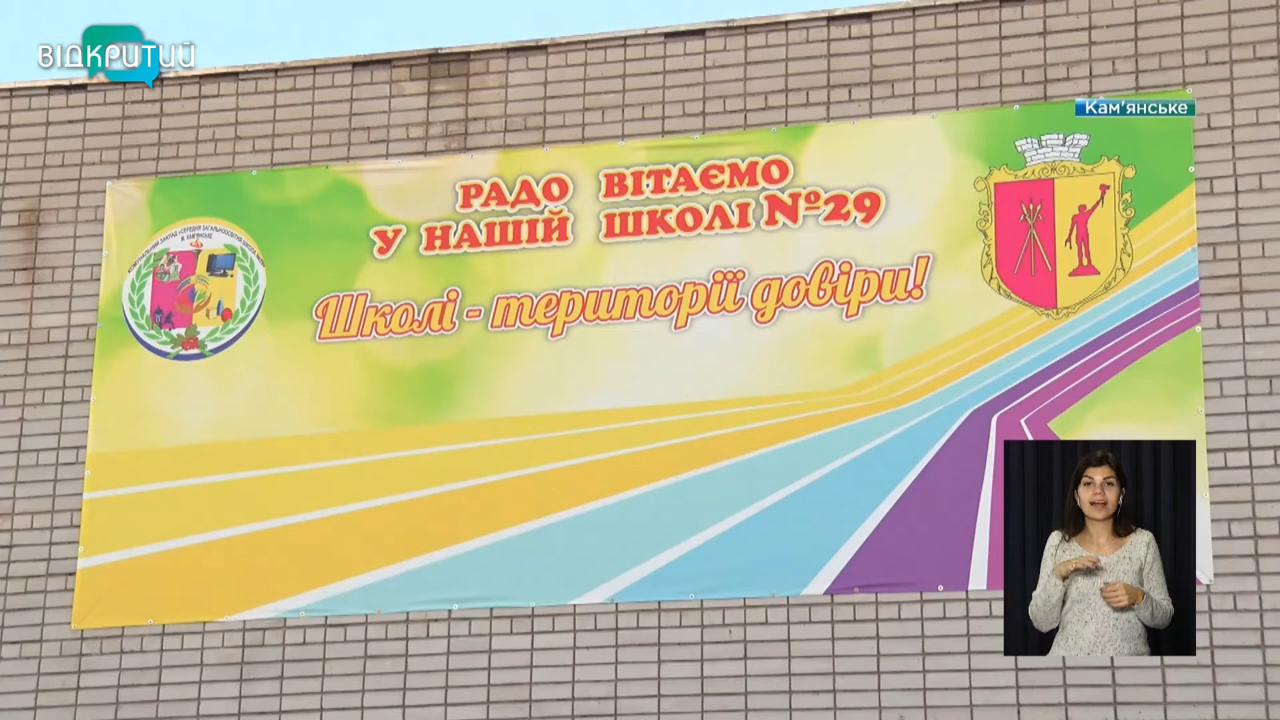 ВІДКРИТИЙ
Кам'янське
РАДО ВІТАЄМО
У НАШІЙ ШКОЛІ №29
Школі - території довіри!